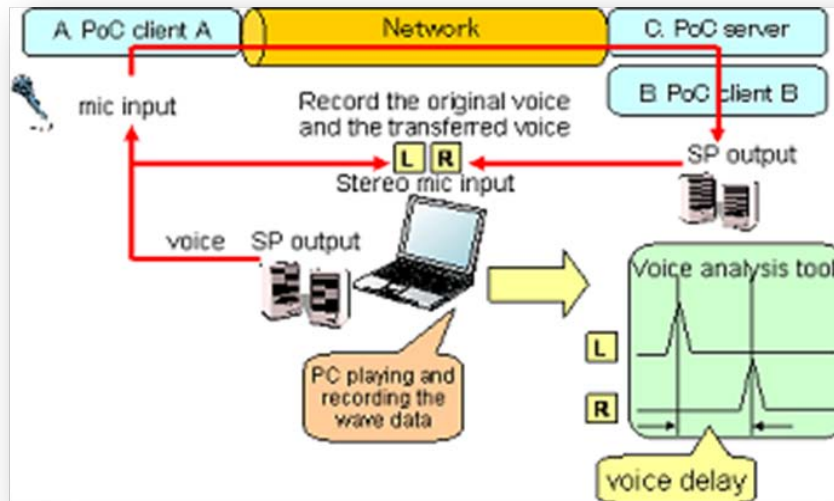 A. PoC client A
Network
C. PoC server
B. PoC client B
mic input
Record the original voice
and the transferred voice
L R
Stereo mic input
SP output
voice SP output
Voice analysis tool
L
R
PC playing and
recording the
wave data
voice delay